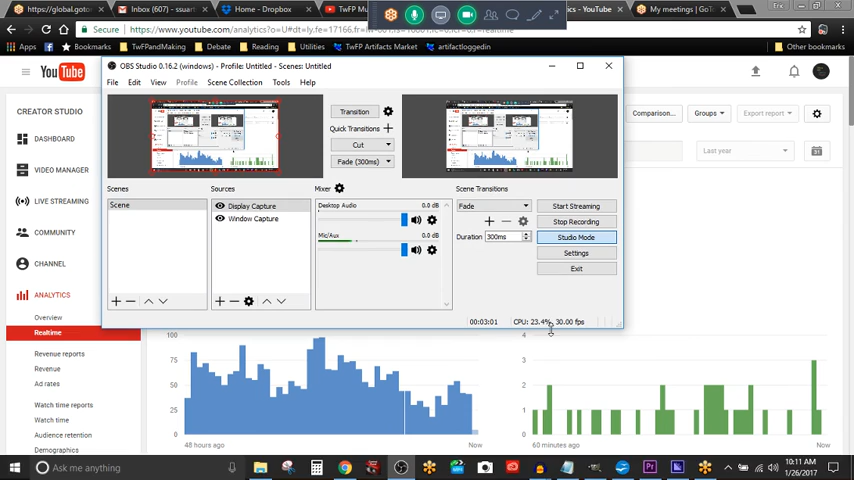 https://global.goto
Inbox (607) - ssuart
Home - Dropbox
TwFP M
cs - YouTube
My meetings | GoT
Eric
https://www.youtube.com/analytics?o=U#dt=ly,fe=17166,fr=
realtime
Apps
Bookmarks
TwFPandMaking
Debate
Reading
Utilities
TwFP Artifacts Market
artifactloggedin
Other bookmarks
YouTube
CREATOR STUDIO
DASHBOARD
VIDEO MANAGER
LIVE STREAMING
COMMUNITY
CHANNEL
ANALYTICS
Overview
Realtime
Revenue reports
Revenue
Ad rates
Watch time reports
Watch time
Audience retention
Demographics
Comparison...
Groups
Export report
Last year
OBS Studio 0.16.2 (windows) - Profile: Untitled - Scenes: Untitled
File Edit View Profile Scene Collection Tools Help
Transition
Quick Transitions
Cut
Fade (300ms)
Scenes
Sources
Mixer
Scene Transitions
Scene
Display Capture
Window Capture
Desktop Audio
0.0 dB
Mic/Aux
0.0 dB
Fade
Duration 300ms
Start Streaming
Stop Recording
Studio Mode
Settings
Exit
00:03:01
CPU: 23.4%, 30.00 fps
100
75
50
25
0
48 hours ago
Now
4
3
2
1
0
60 minutes ago
Now
Ask me anything
10:11 AM
1/26/2017